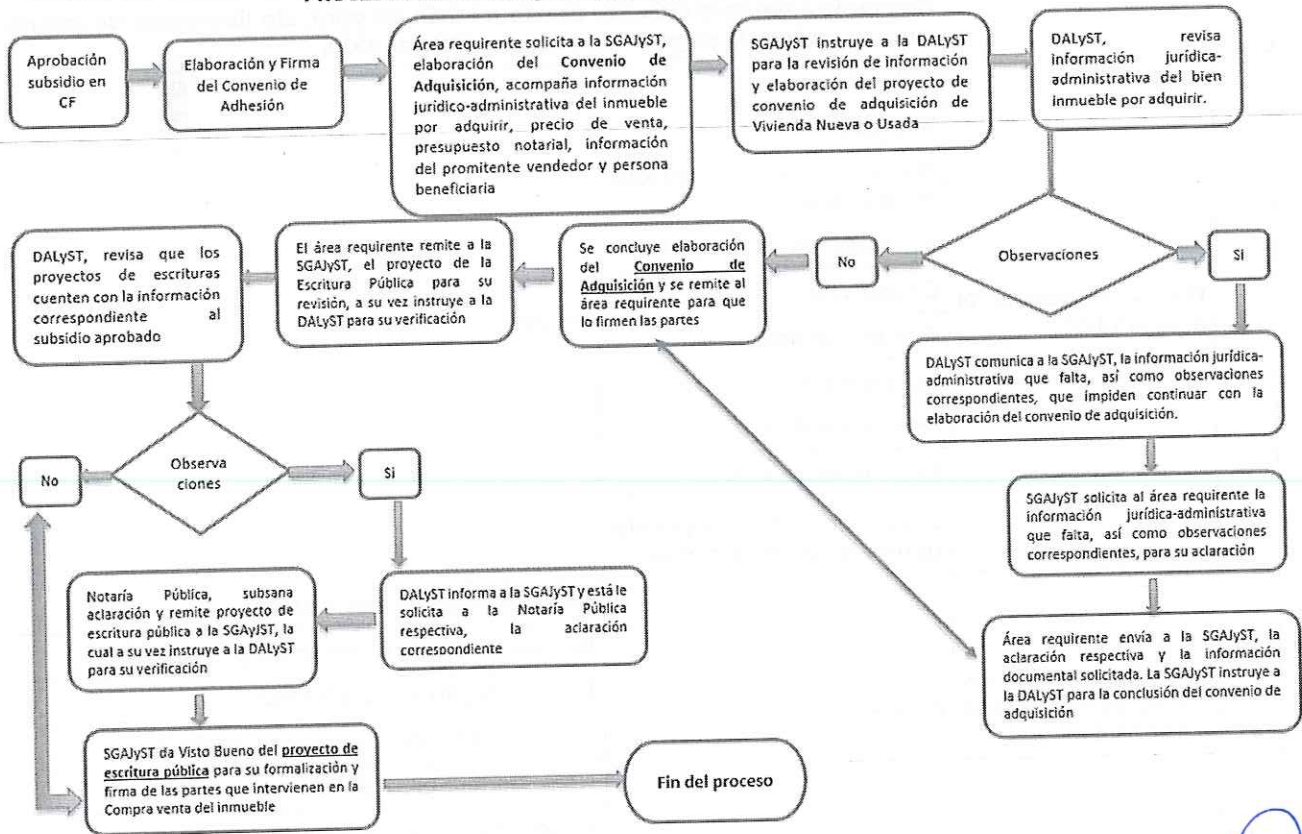 Aprobación
subsidio en
CF
Elaboración y Firma
del Convenio de
Adhesión
Área requirente solicita a la SGAJyST,
elaboración del Convenio de
Adquisición, acompaña información
jurídico-administrativa del inmueble
por adquirir, precio de venta,
presupuesto notarial, información
del promitente vendedor y persona
beneficiaria
SGAJyST instruye a la DALyST
para la revisión de información
y elaboración del proyecto de
convenio de adquisición de
Vivienda Nueva o Usada
DALyST, revisa
información jurídica-
administrativa del bien
inmueble por adquirir.
Observaciones
Si
No
Se concluye elaboración
del Convenio de
Adquisición y se remite al
área requirente para que
lo firmen las partes
El área requirente remite a la
SGAJyST, el proyecto de la
Escritura Pública para su
revisión, a su vez instruye a la
DALyST para su verificación
DALyST, revisa que los
proyectos de escrituras
cuenten con la información
correspondiente al
subsidio aprobado
DALyST comunica a la SGAJyST, la información jurídica-
administrativa que falta, así como observaciones
correspondientes, que impiden continuar con la
elaboración del convenio de adquisición.
SGAJyST solicita al área requirente la
información jurídica-administrativa
que falta, así como observaciones
correspondientes, para su aclaración
Área requirente envía a la SGAJyST, la
aclaración respectiva y la información
documental solicitada. La SGAJyST instruye a
la DALyST para la conclusión del convenio de
adquisición
Observa
ciones
No
Si
DALyST informa a la SGAJyST y está le
solicita a la Notaría Pública
respectiva, la aclaración
correspondiente
Notaría Pública, subsana
aclaración y remite proyecto de
escritura pública a la SGAyJST, la
cual a su vez instruye a la DALyST
para su verificación
SGAJyST da Visto Bueno del proyecto de
escritura pública para su formalización y
firma de las partes que intervienen en la
Compra venta del inmueble
Fin del proceso